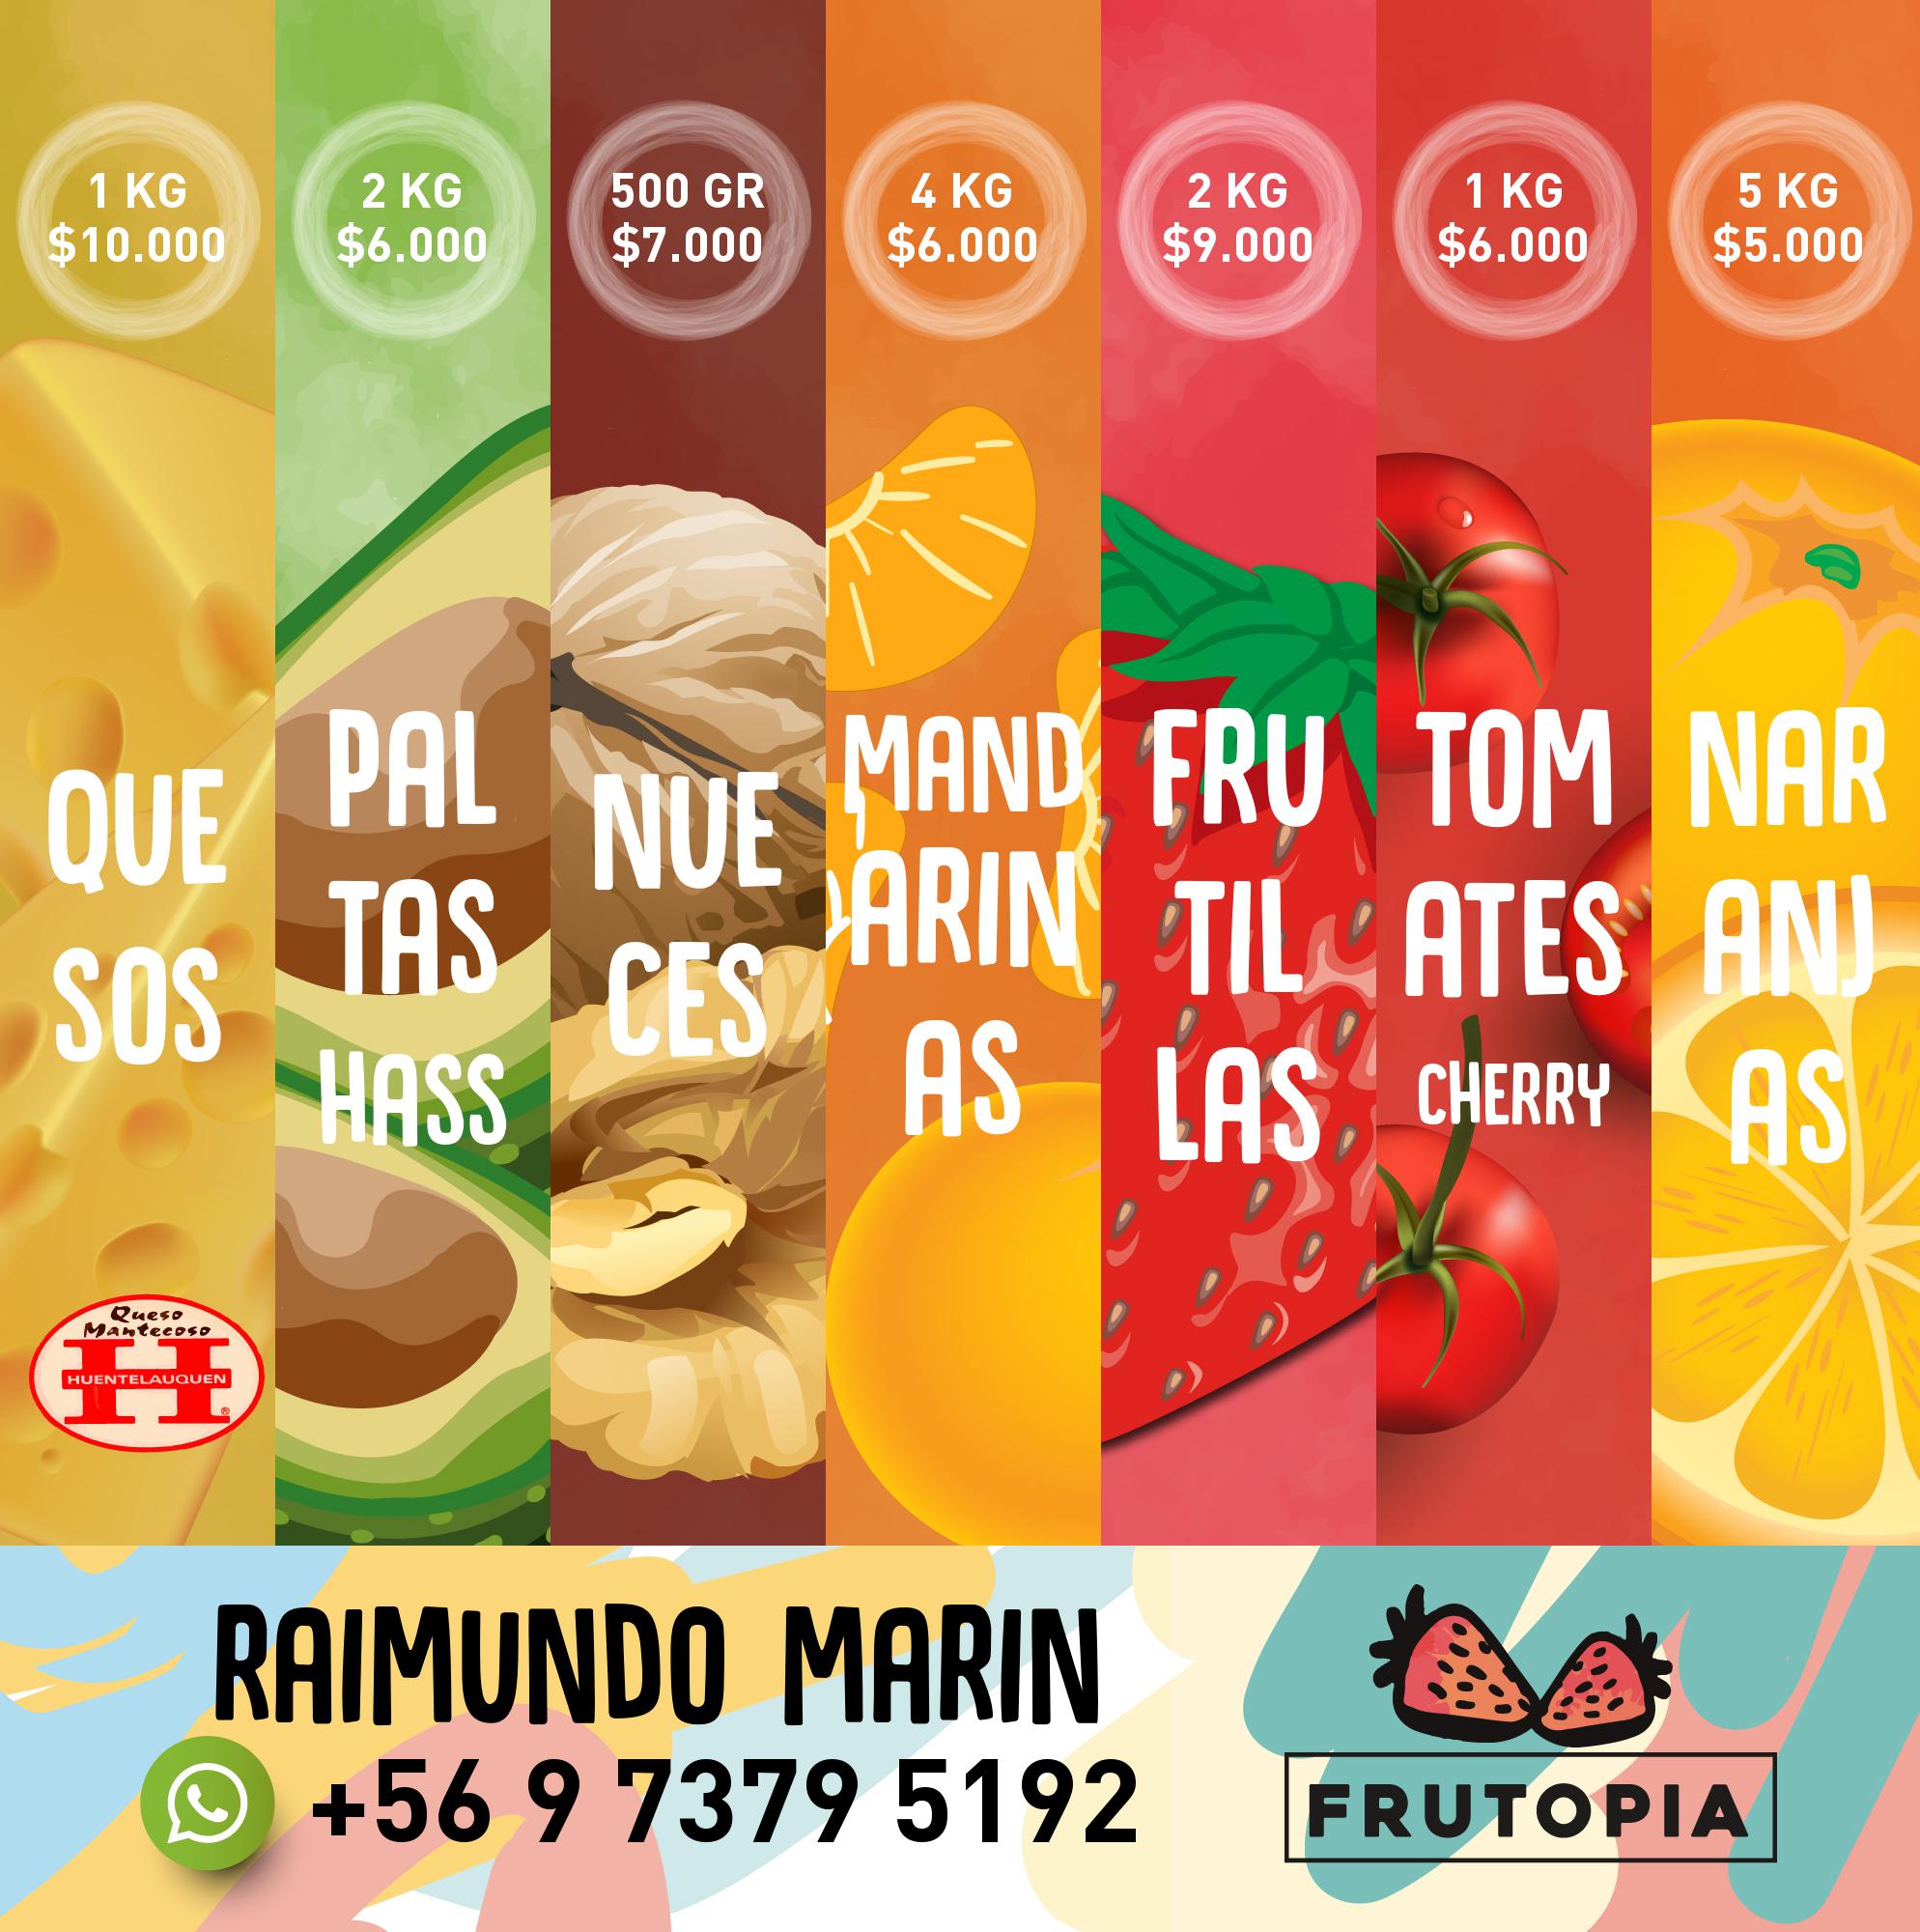 1 KG
$10.000
QUE
SOS
Queso
Mantecoso
H
HUENTELAUQUEN
®
2 KG
$6.000
PAL
TAS
HASS
500 GR
$7.000
NUE
CES
4 KG
$6.000
MAND
ARIN
AS
2 KG
$9.000
FRU
TIL
LAS
1 KG
$6.000
TOM
ATES
CHERRY
5 KG
$5.000
NAR
ANJ
AS
RAIMUNDO MARIN
+56 9 7379 5192
FRUTOPIA